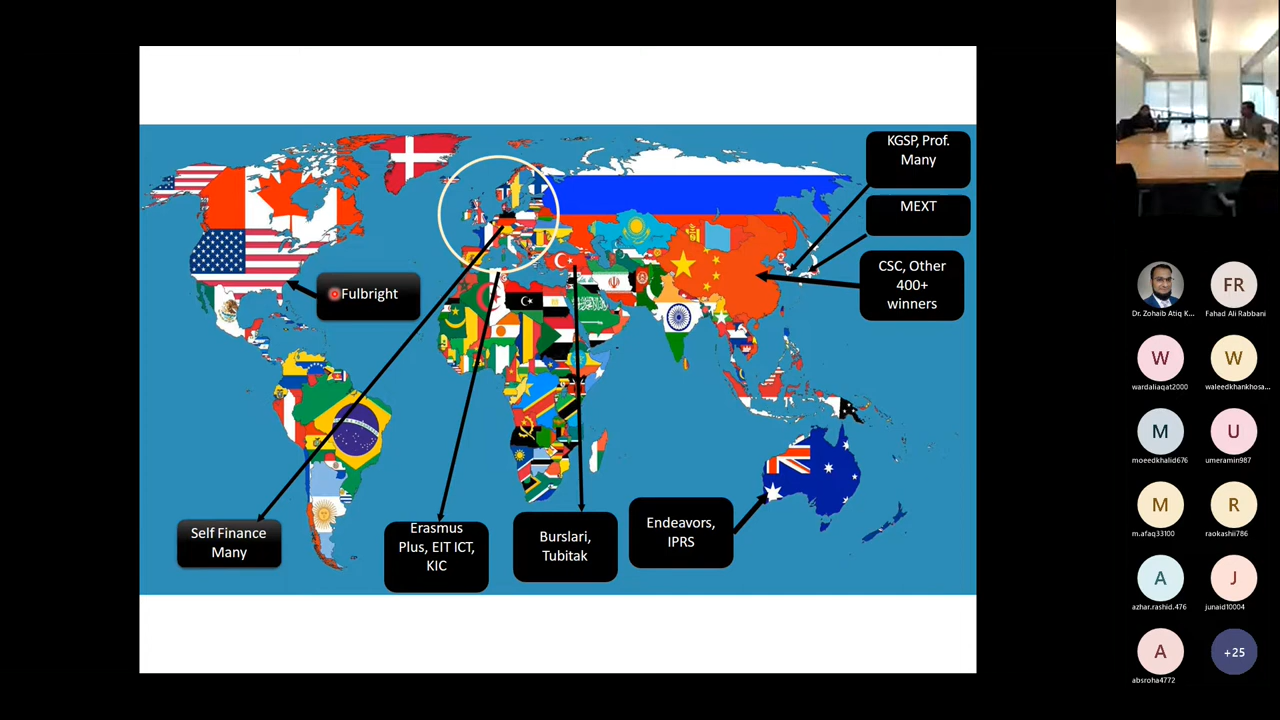 KGSP, Prof.
Many
MEXT
CSC, Other
400+
winners
Fulbright
Self Finance
Many
Erasmus
Plus, EIT ICT,
KIC
Burslari,
Tubitak
Endeavors,
IPRS
Dr. Zohaib Atiq K...
FR
Fahad Ali Rabbani
W
wardaliaqat2000
W
waleedkhankhosa...
M
moeedkhalid676
U
umeramin987
M
m.afaq33100
R
raokashii786
A
azhar.rashid.476
J
junaid10004
A
absroha4772
+25